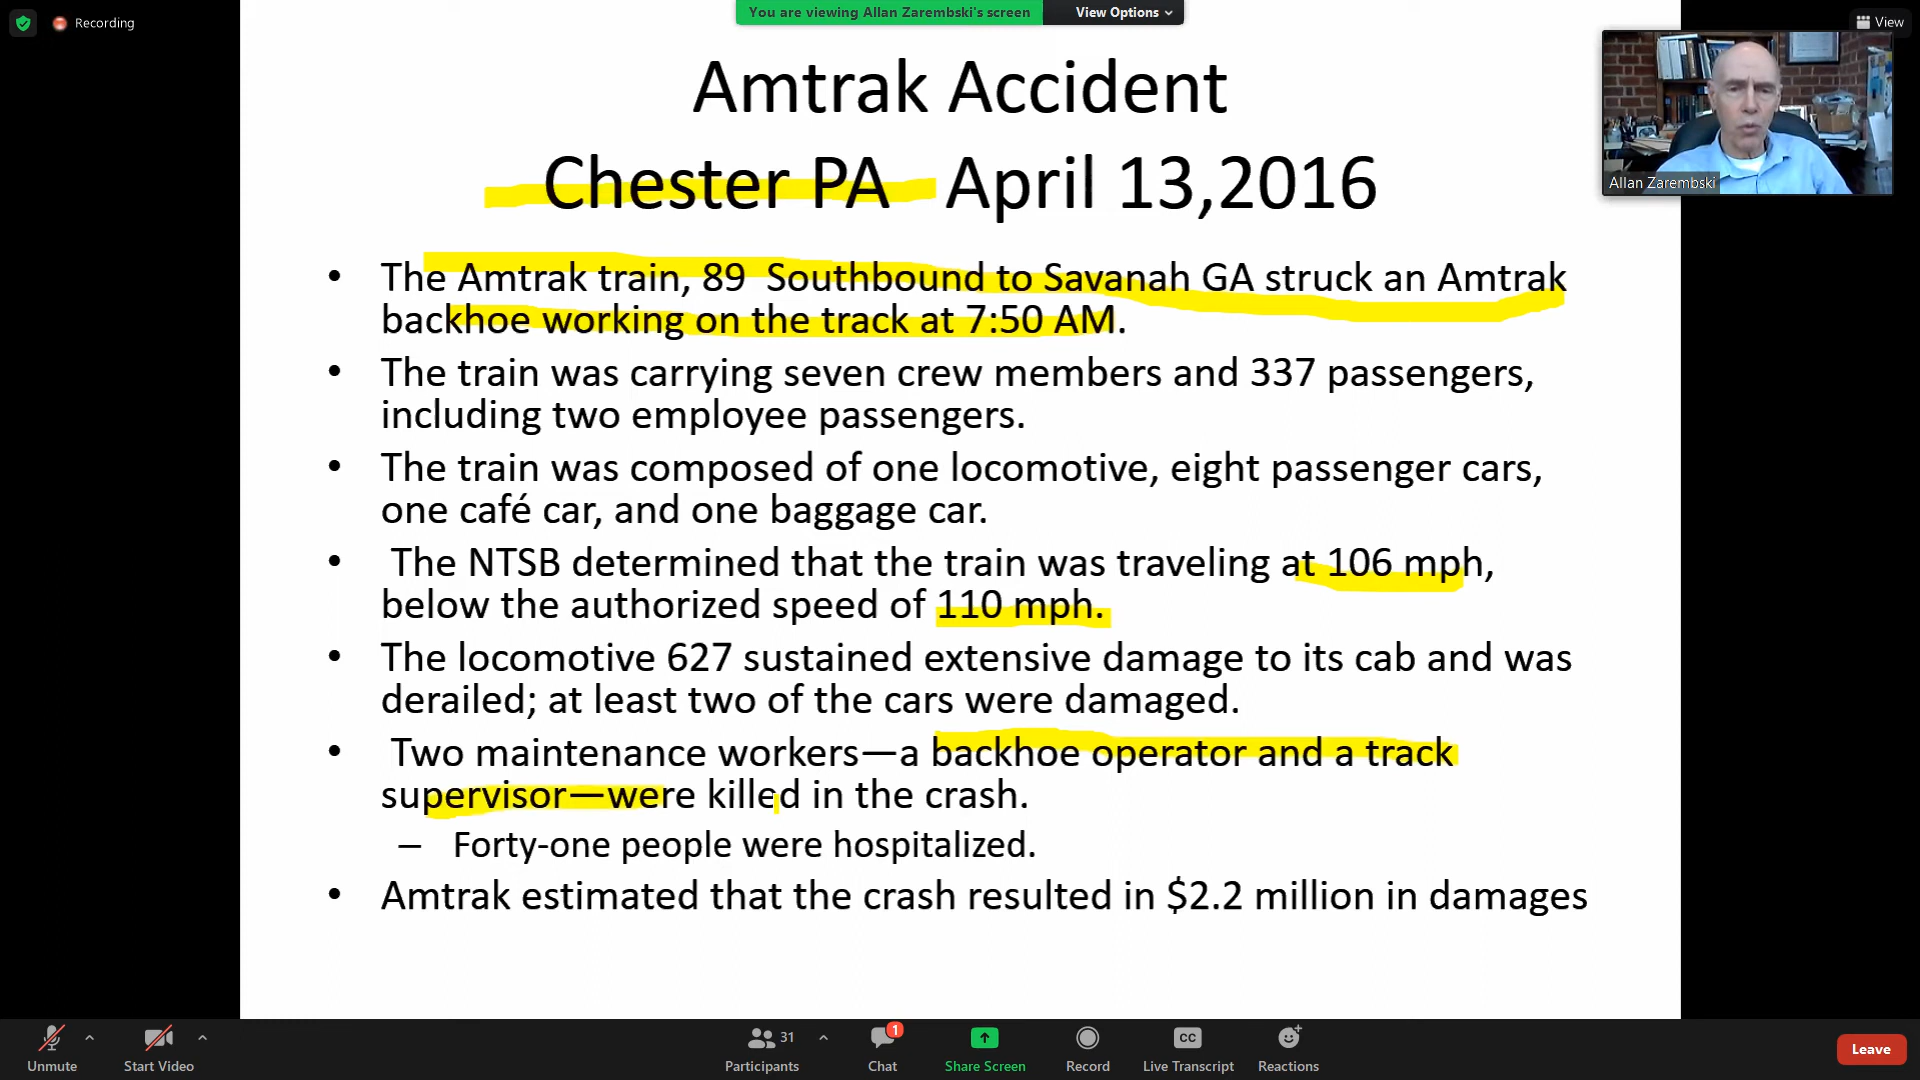 Recording
You are viewing Allan Zarembski's screen
View Options
View
Allan Zarembski
Amtrak Accident
Chester PA April 13,2016
• The Amtrak train, 89 Southbound to Savanah GA struck an Amtrak
backhoe working on the track at 7:50 AM.
• The train was carrying seven crew members and 337 passengers,
including two employee passengers.
• The train was composed of one locomotive, eight passenger cars,
one café car, and one baggage car.
• The NTSB determined that the train was traveling at 106 mph,
below the authorized speed of 110 mph.
• The locomotive 627 sustained extensive damage to its cab and was
derailed; at least two of the cars were damaged.
• Two maintenance workers—a backhoe operator and a track
supervisor—were killed in the crash.
– Forty-one people were hospitalized.
• Amtrak estimated that the crash resulted in $2.2 million in damages
Unmute
Start Video
31
Participants
1
Chat
Share Screen
Record
CC
Live Transcript
Reactions
Leave